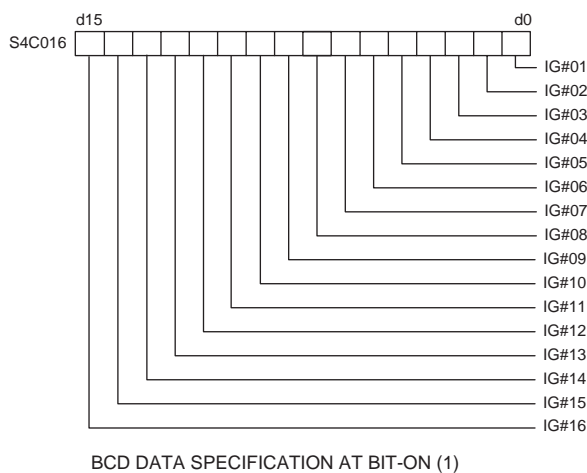 d15 d0
S4C016
IG#01
IG#02
IG#03
IG#04
IG#05
IG#06
IG#07
IG#08
IG#09
IG#10
IG#11
IG#12
IG#13
IG#14
IG#15
IG#16
BCD DATA SPECIFICATION AT BIT-ON (1)